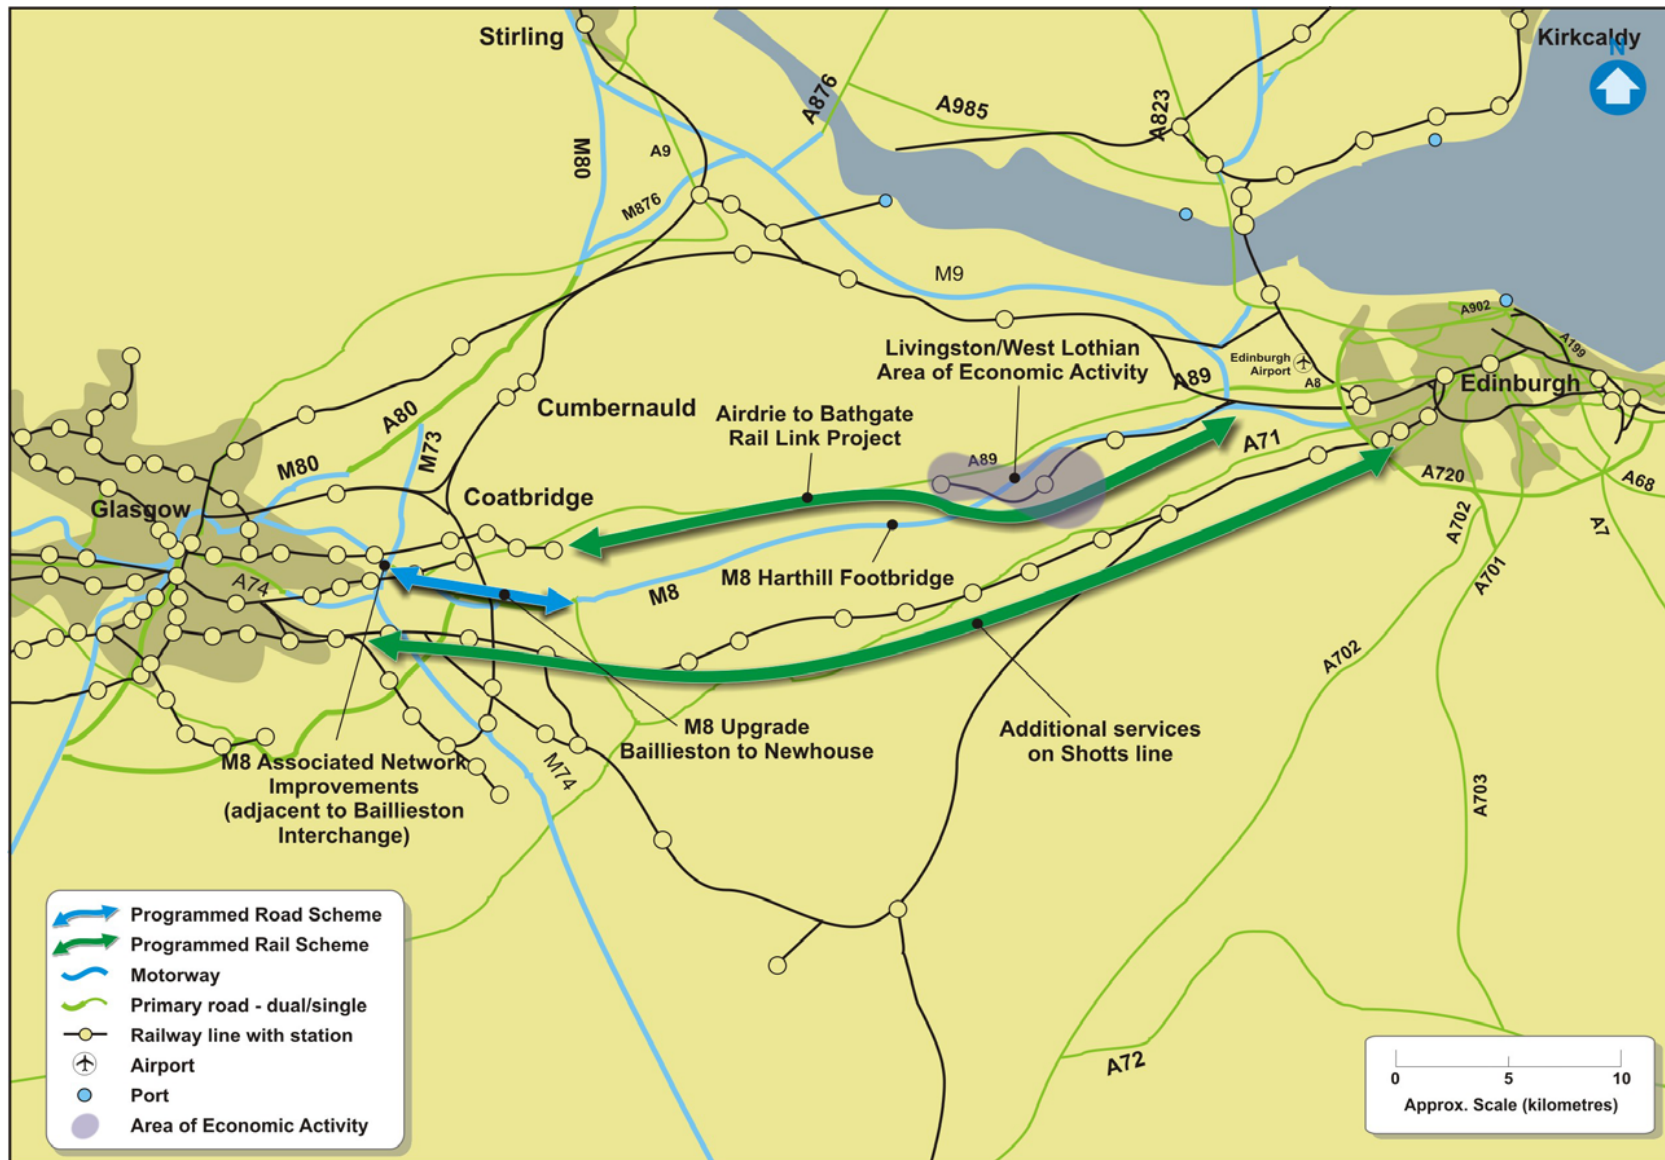 Stirling
Kirkcaldy
N
A876
A985
A823
M80
A9
M876
M9
A902
A199
Livingston/West Lothian
Area of Economic Activity
Edinburgh
Airport
A8
A89
Edinburgh
Cumbernauld
Airdrie to Bathgate
Rail Link Project
A80
M73
M80
A89
A71
A720
A68
Coatbridge
Glasgow
A702
A7
A74
M8 Harthill Footbridge
M8
A701
A702
M8 Upgrade
Baillieston to Newhouse
Additional services
on Shotts line
M74
M8 Associated Network
Improvements
(adjacent to Baillieston
Interchange)
A703
A72
Programmed Road Scheme
Programmed Rail Scheme
Motorway
Primary road - dual/single
Railway line with station
Airport
Port
Area of Economic Activity
0 5 10
Approx. Scale (kilometres)